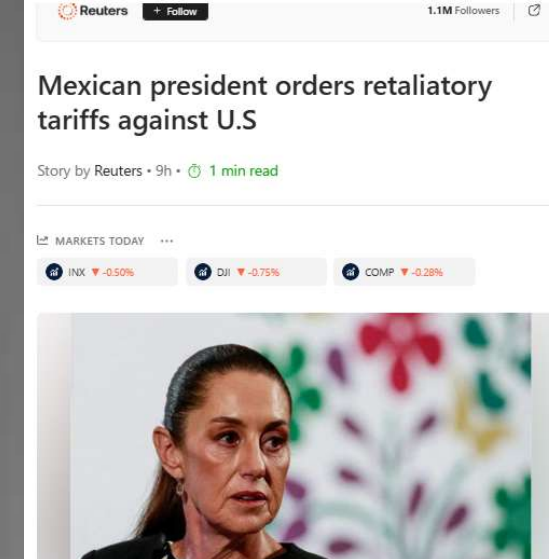 Reuters + Follow 1.1M Followers
Mexican president orders retaliatory
tariffs against U.S
Story by Reuters • 9h • 1 min read
MARKETS TODAY ...
INX ▼ -0.50% DJI ▼ -0.75% COMP ▼ -0.28%